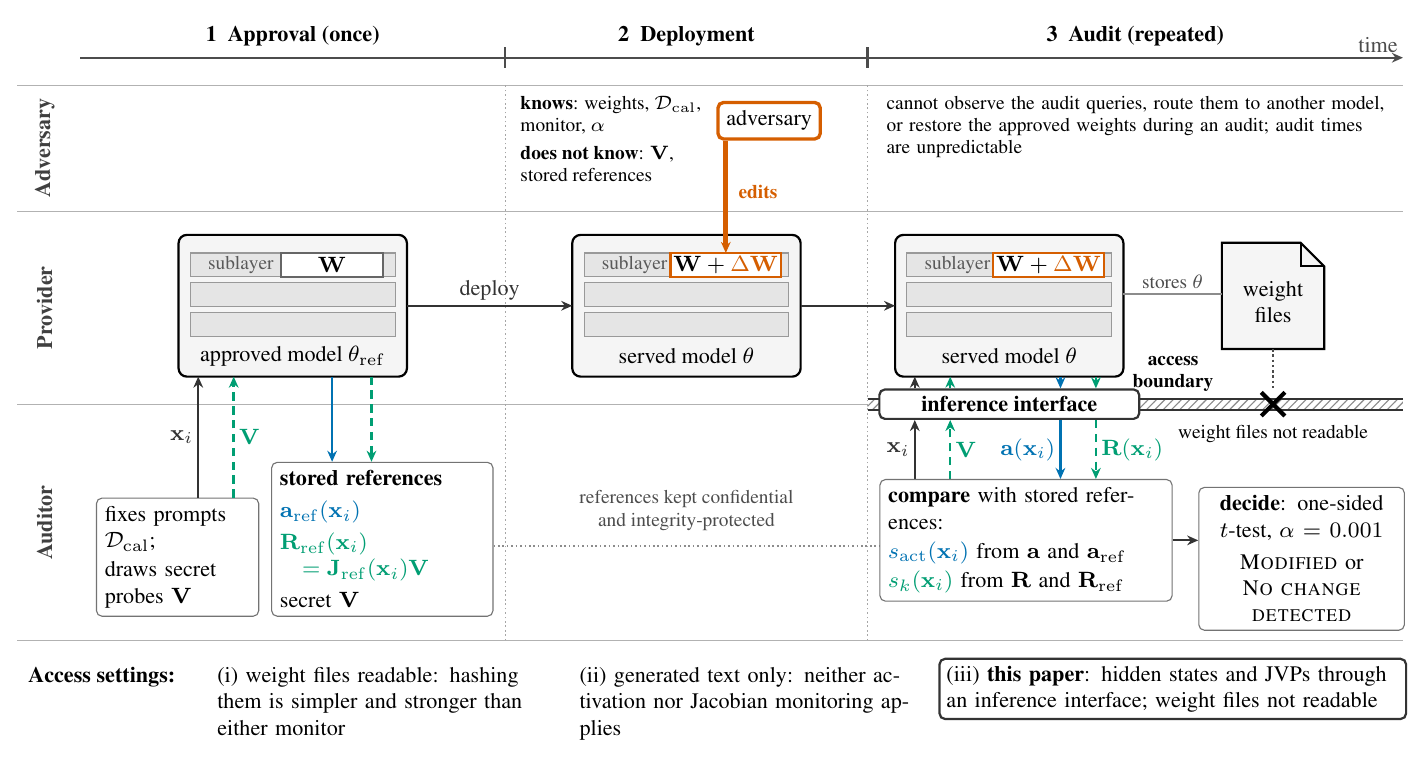 1 Approval (once)
2 Deployment
3 Audit (repeated)
time
Adversary
knows: weights, 𝒟cal,
monitor, α
does not know: V,
stored references
adversary
edits
cannot observe the audit queries, route them to another model,
or restore the approved weights during an audit; audit times
are unpredictable
Provider
sublayer
W
approved model θref
deploy
sublayer
W + ΔW
served model θ
sublayer
W + ΔW
served model θ
stores θ
weight
files
access
boundary
inference interface
weight files not readable
Auditor
xi
V
fixes prompts
𝒟cal;
draws secret
probes V
stored references
aref(xi)
Rref(xi)
= Jref(xi)V
secret V
references kept confidential
and integrity-protected
xi
V
a(xi)
R(xi)
compare with stored refer-
ences:
sact(xi) from a and aref
sk(xi) from R and Rref
decide: one-sided
t-test, α = 0.001
MODIFIED or
NO CHANGE
DETECTED
Access settings:
(i) weight files readable: hashing
them is simpler and stronger than
either monitor
(ii) generated text only: neither ac-
tivation nor Jacobian monitoring ap-
plies
(iii) this paper: hidden states and JVPs through
an inference interface; weight files not readable